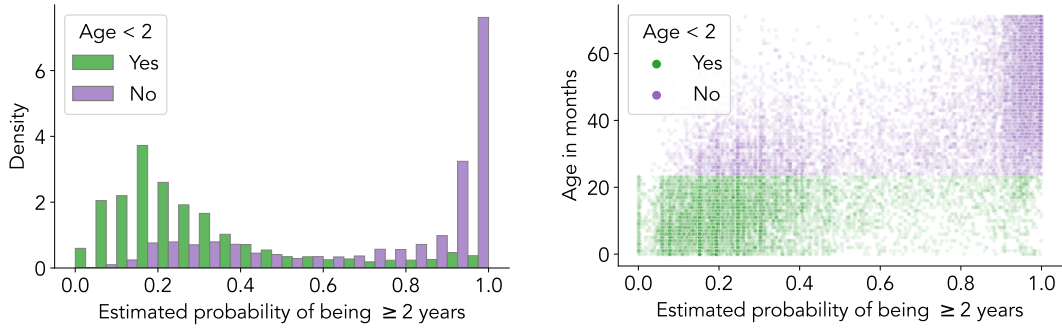 Age < 2
Yes
No
Density
6
4
2
0
0.0 0.2 0.4 0.6 0.8 1.0
Estimated probability of being ≥ 2 years
Age < 2
Yes
No
Age in months
60
40
20
0
0.0 0.2 0.4 0.6 0.8 1.0
Estimated probability of being ≥ 2 years